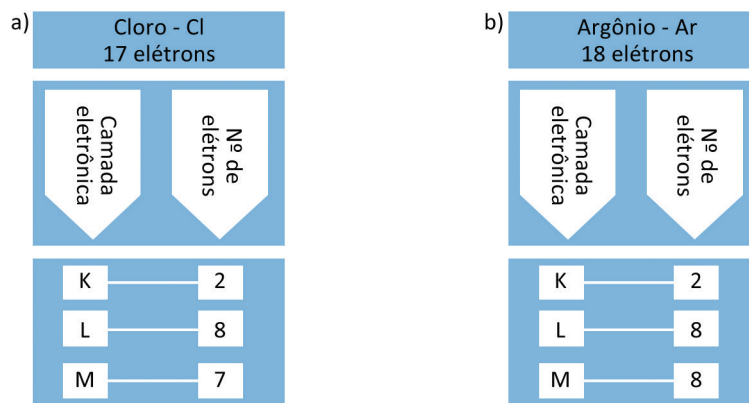 a)
Cloro - Cl
17 elétrons
Camada
eletrônica
Nº de
elétrons
K 2
L 8
M 7
b)
Argônio - Ar
18 elétrons
Camada
eletrônica
Nº de
elétrons
K 2
L 8
M 8